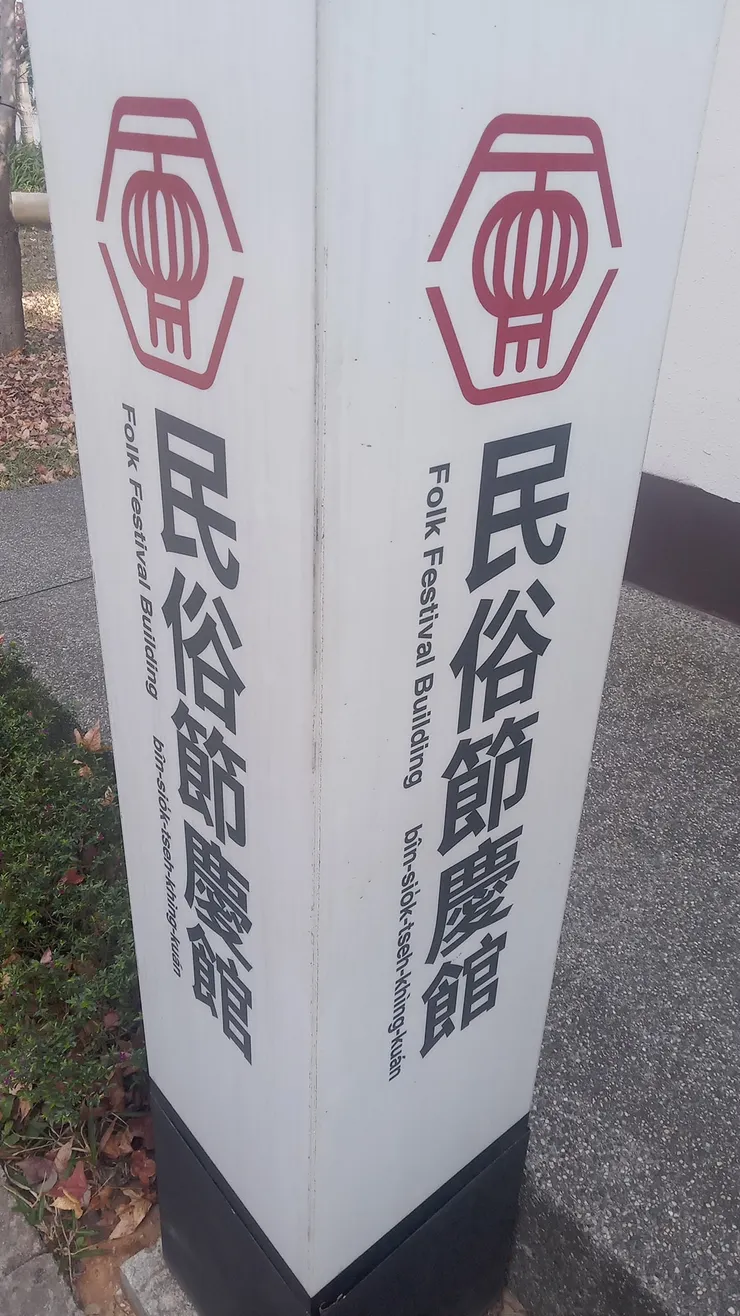 民俗節慶館
Folk Festival Building bîn-sio̍k-tseh-khìng-kuán
民俗節慶館
Folk Festival Building bîn-sio̍k-tseh-khìng-kuán